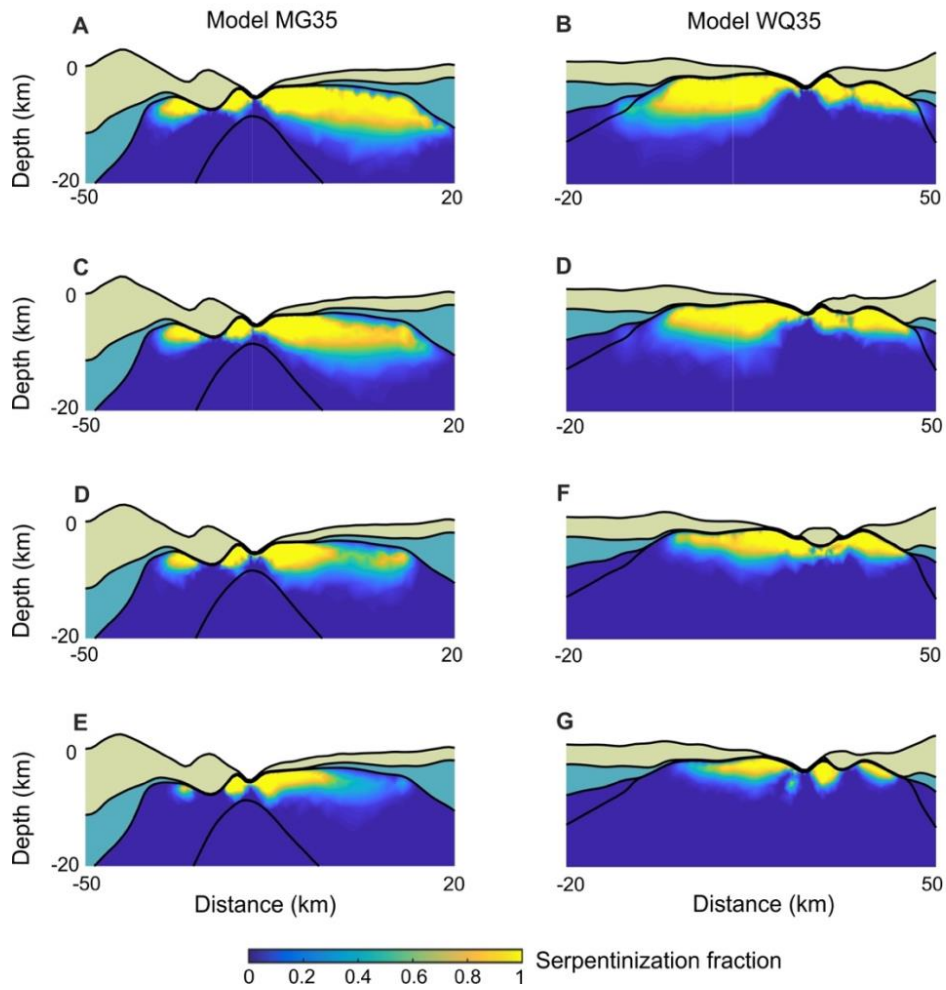 Model MG35
Model WQ35
A
B
Depth (km)
0
-20
-50
20
-20
50
C
D
Depth (km)
0
-20
-50
20
-20
50
D
F
Depth (km)
0
-20
-50
20
-20
50
E
G
Depth (km)
0
-20
-50
20
-20
50
Distance (km)
Distance (km)
0 0.2 0.4 0.6 0.8 1
Serpentinization fraction